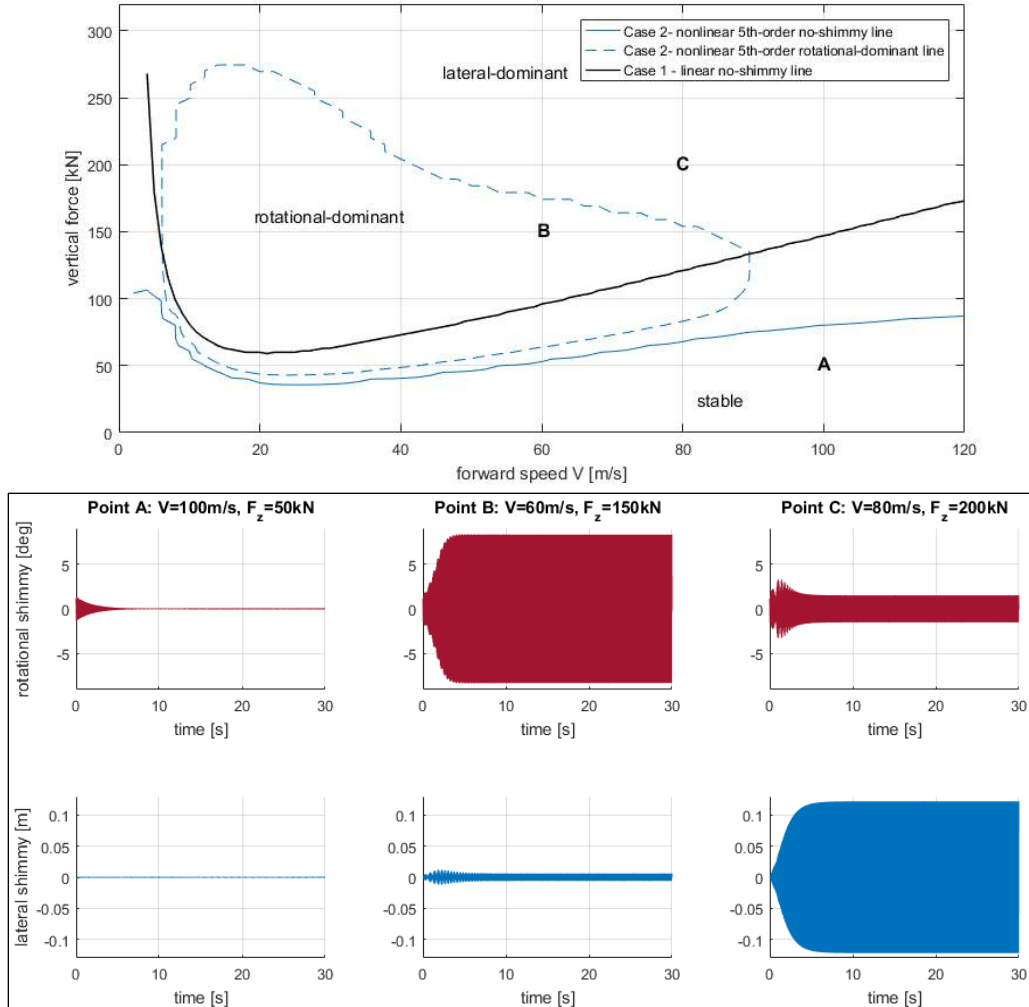 300
250
200
150
100
50
0
vertical force [kN]
Case 2- nonlinear 5th-order no-shimmy line
Case 2- nonlinear 5th-order rotational-dominant line
Case 1 - linear no-shimmy line
lateral-dominant
C
rotational-dominant
B
A
stable
0 20 40 60 80 100 120
forward speed V [m/s]
Point A: V=100m/s, F_z=50kN
Point B: V=60m/s, F_z=150kN
Point C: V=80m/s, F_z=200kN
rotational shimmy [deg]
5
0
-5
0 10 20 30
time [s]
5
0
-5
0 10 20 30
time [s]
5
0
-5
0 10 20 30
time [s]
lateral shimmy [m]
0.1
0.05
0
-0.05
-0.1
0 10 20 30
time [s]
0.1
0.05
0
-0.05
-0.1
0 10 20 30
time [s]
0.1
0.05
0
-0.05
-0.1
0 10 20 30
time [s]